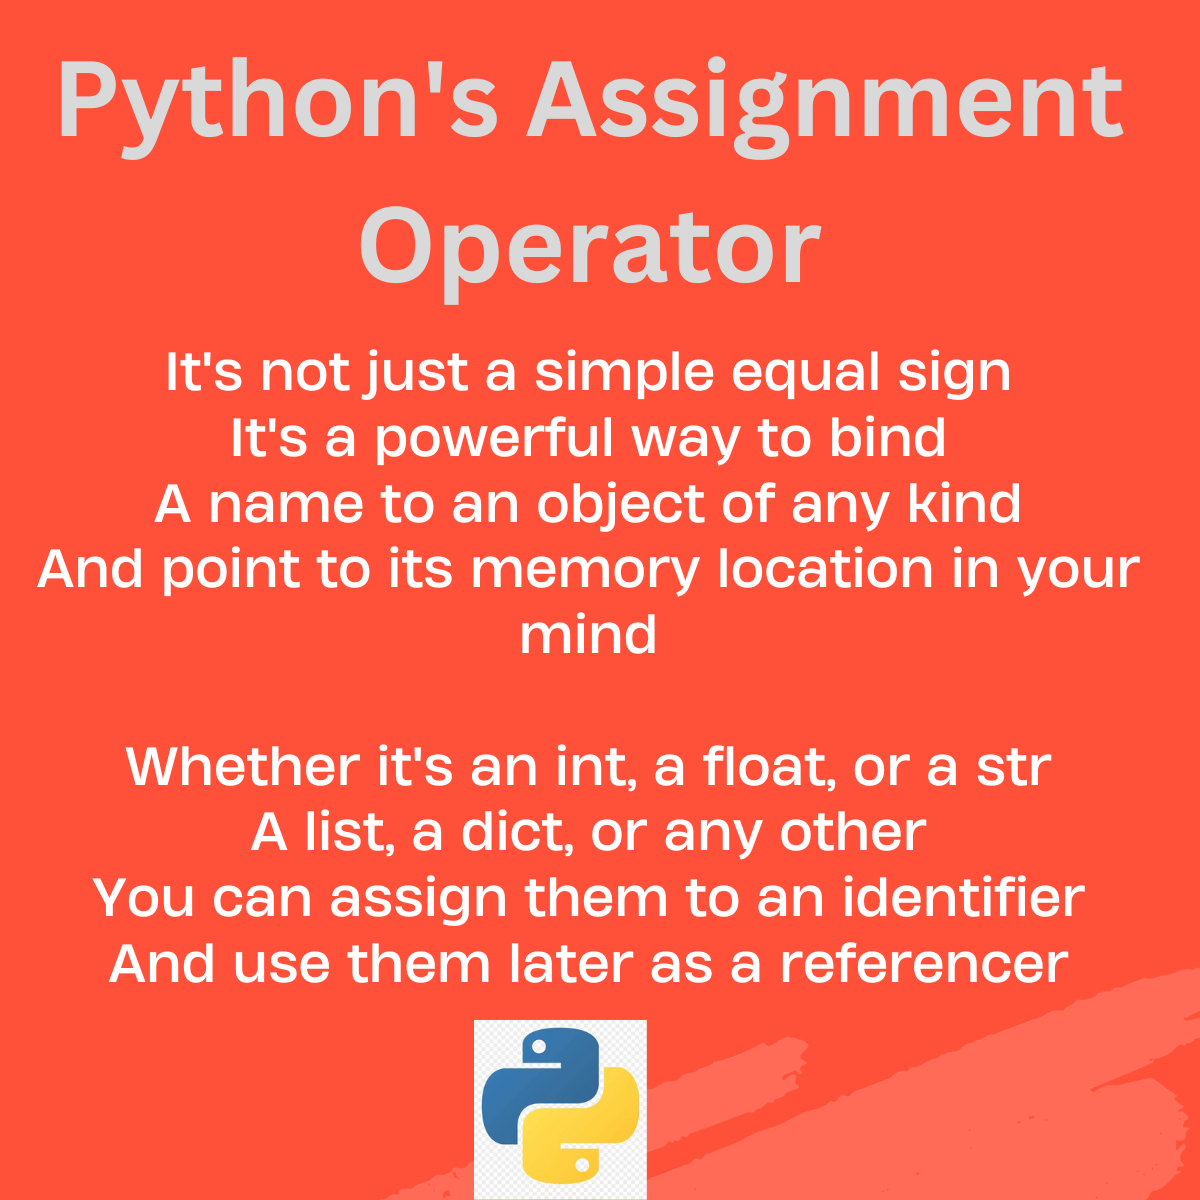 Python's Assignment
Operator
It's not just a simple equal sign
It's a powerful way to bind
A name to an object of any kind
And point to its memory location in your
mind
Whether it's an int, a float, or a str
A list, a dict, or any other
You can assign them to an identifier
And use them later as a referencer